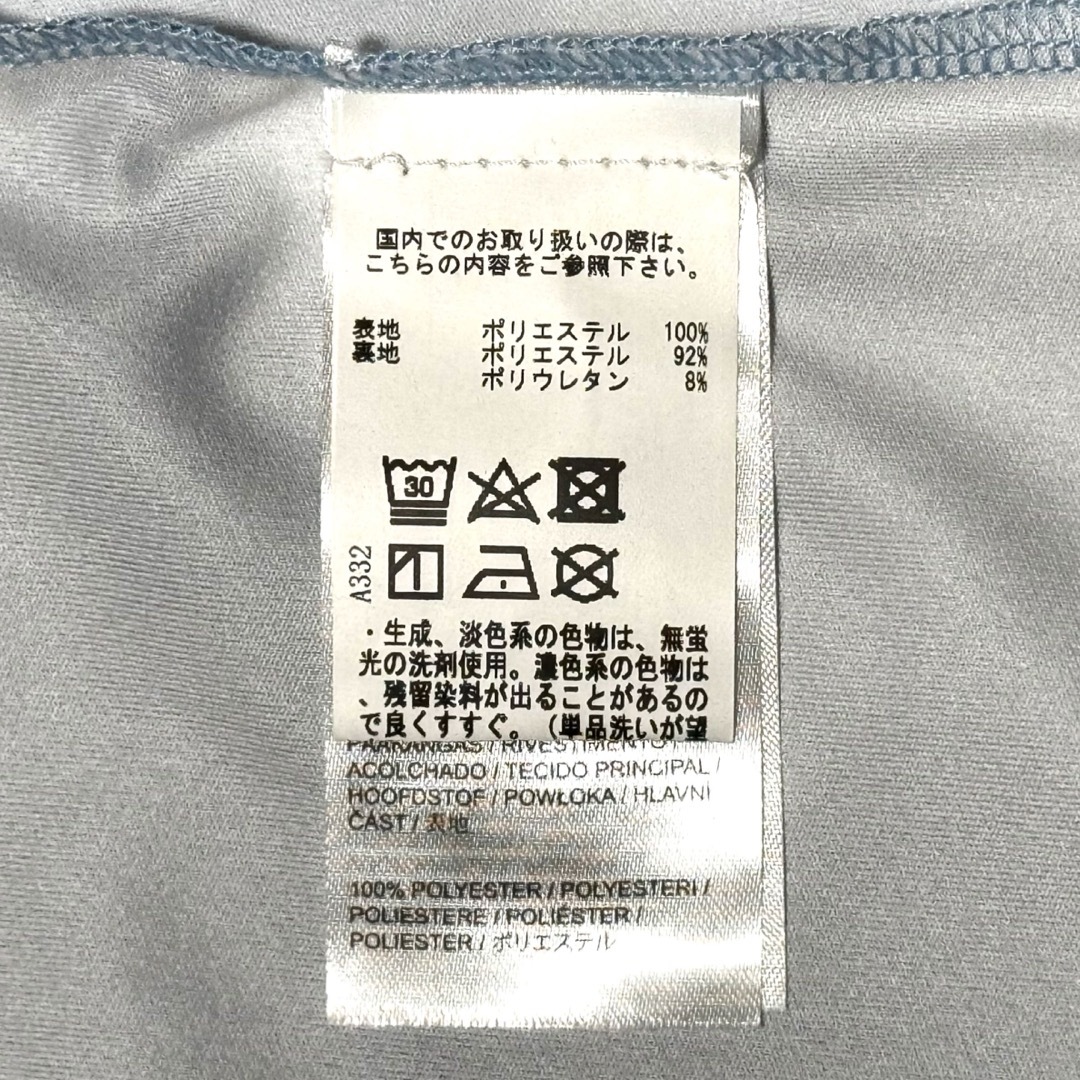 国内でのお取り扱いの際は、
こちらの内容をご参照下さい。
表地 ポリエステル 100%
裏地 ポリエステル 92%
ポリウレタン 8%
30
A332
・生成、淡色系の色物は、無蛍
光の洗剤使用。濃色系の色物は
、残留染料が出ることがあるの
で良くすすぐ。（単品洗いが望
ACOLCHADO / TECIDO PRINCIPAL /
HOOFDSTOF / POWŁOKA / HLAVNÍ
ČÁST / 表地
100% POLYESTER / POLYESTERI /
POLIESTERE / POLIÉSTER /
POLIESTER / ポリエステル